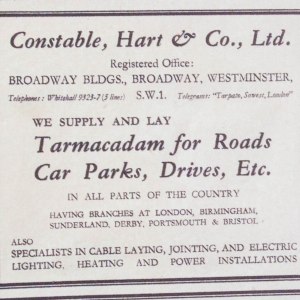 Constable, Hart & Co., Ltd.
Registered Office:
BROADWAY BLDGS., BROADWAY, WESTMINSTER,
Telephones: Whitehall 9323-7 (5 lines) S.W.1. Telegrams: "Tarpato, Sowest, London"
WE SUPPLY AND LAY
Tarmacadam for Roads
Car Parks, Drives, Etc.
IN ALL PARTS OF THE COUNTRY
HAVING BRANCHES AT LONDON, BIRMINGHAM,
SUNDERLAND, DERBY, PORTSMOUTH & BRISTOL
ALSO
SPECIALISTS IN CABLE LAYING, JOINTING, AND ELECTRIC
LIGHTING, HEATING AND POWER INSTALLATIONS